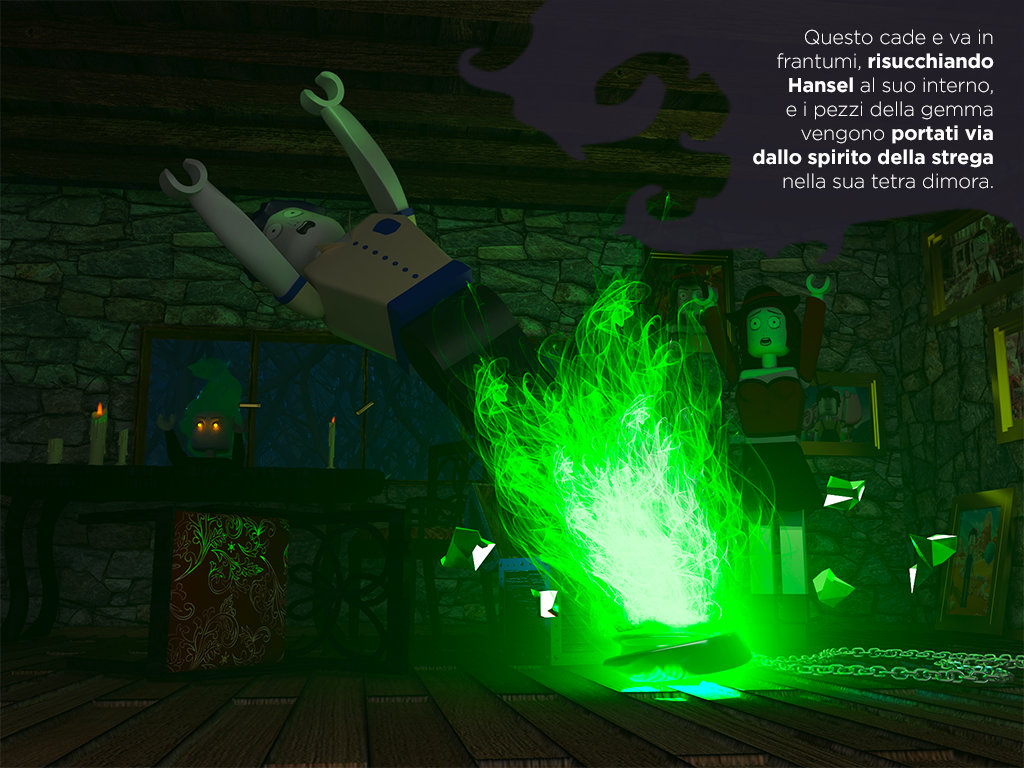 Questo cade e va in
frantumi, risucchiando
Hansel al suo interno,
e i pezzi della gemma
vengono portati via
dallo spirito della strega
nella sua tetra dimora.